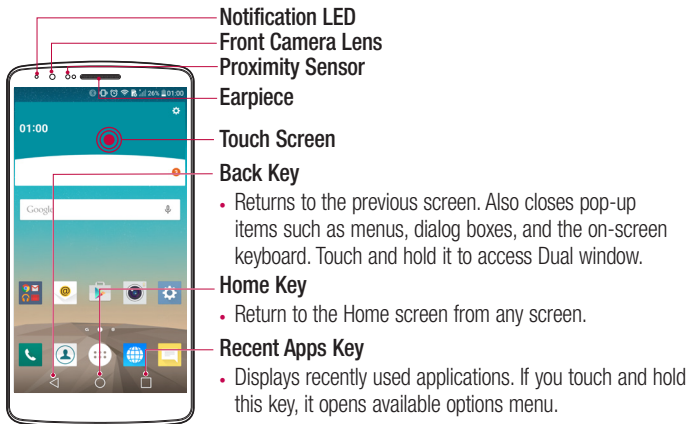 Notification LED
Front Camera Lens
Proximity Sensor
Earpiece
26% 01:00
01:00
Touch Screen
Back Key
• Returns to the previous screen. Also closes pop-up
items such as menus, dialog boxes, and the on-screen
keyboard. Touch and hold it to access Dual window.
Google
Home Key
• Return to the Home screen from any screen.
Recent Apps Key
• Displays recently used applications. If you touch and hold
this key, it opens available options menu.